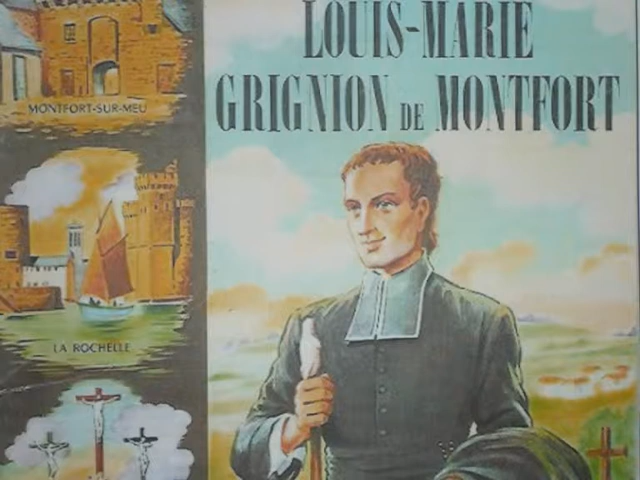 LOUIS-MARIE
GRIGNION DE MONTFORT
MONTFORT-SUR-MEU
LA ROCHELLE